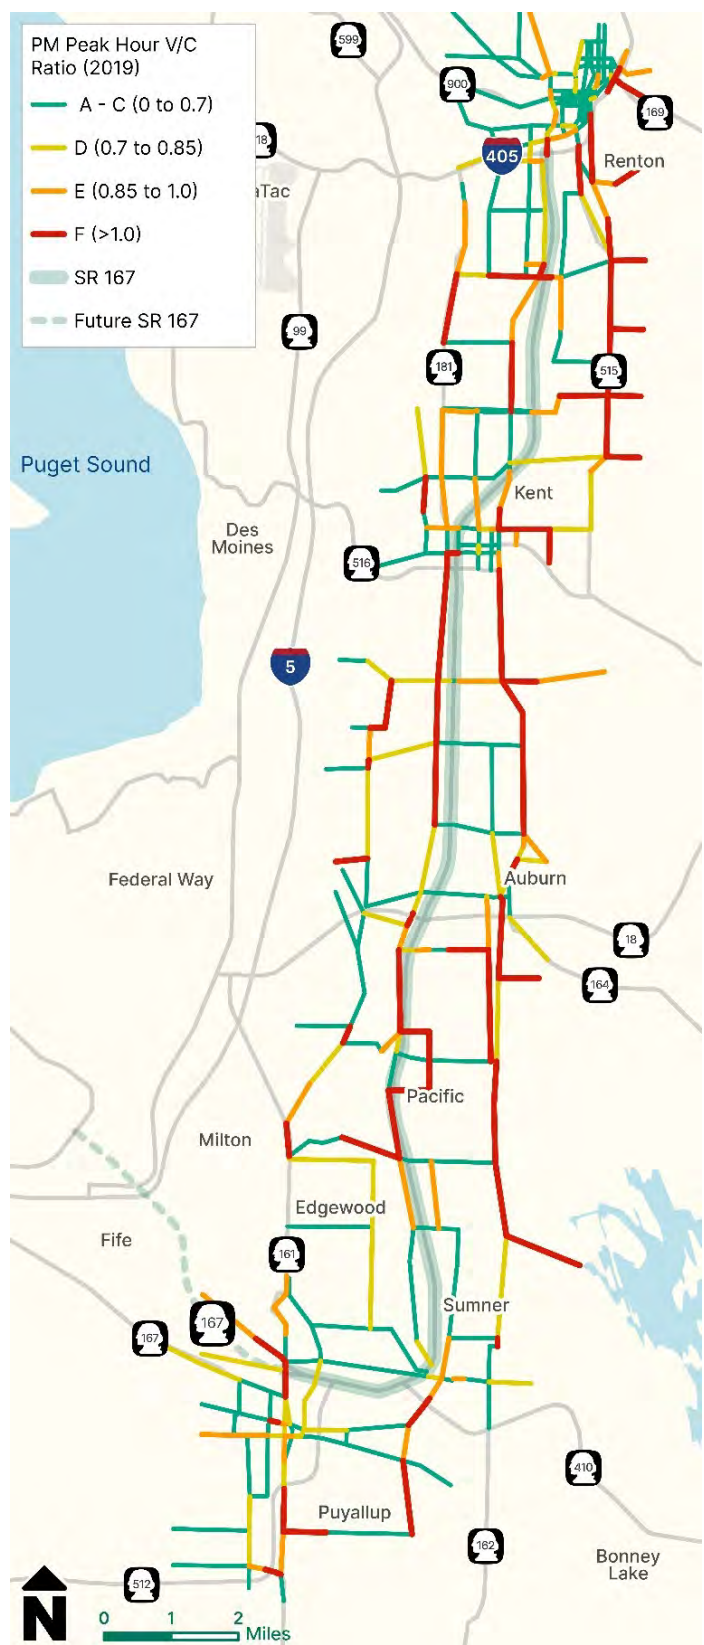 PM Peak Hour V/C
Ratio (2019)
A - C (0 to 0.7)
D (0.7 to 0.85)
E (0.85 to 1.0)
F (>1.0)
SR 167
Future SR 167
599
900
169
18
405
Renton
aTac
99
181
515
Puget Sound
Kent
Des
Moines
516
5
Federal Way
Auburn
18
164
Pacific
Milton
Edgewood
Fife
161
Sumner
167
167
410
Puyallup
162
Bonney
Lake
512
N
0 1 2
Miles